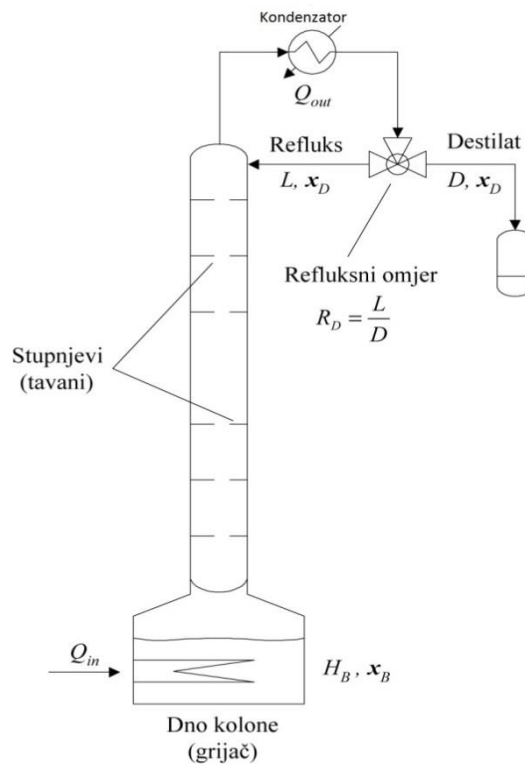 Kondenzator
Q_out
Refluks
Destilat
L, x_D
D, x_D
Refluksni omjer
R_D = L/D
Stupnjevi
(tavani)
Q_in
H_B, x_B
Dno kolone
(grijač)